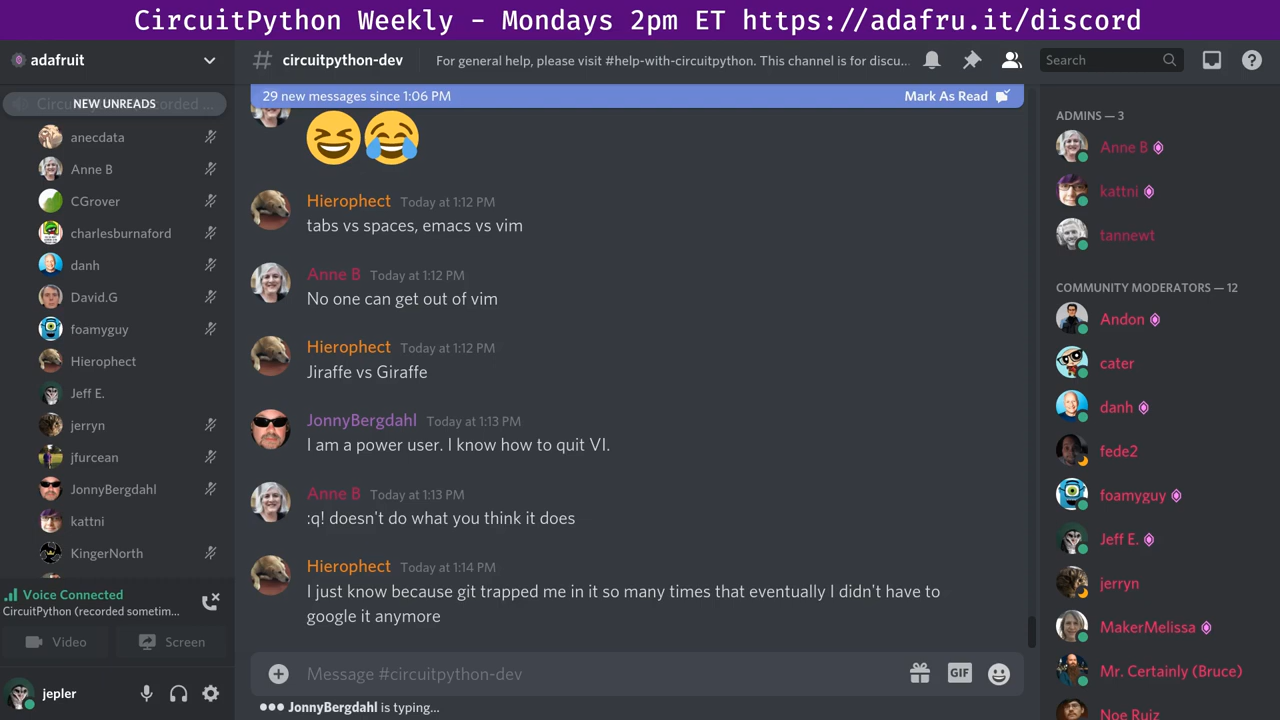 CircuitPython Weekly - Mondays 2pm ET https://adafru.it/discord
adafruit
NEW UNREADS
anecdata
Anne B
CGrover
charlesburnaford
danh
David.G
foamyguy
Hierophect
Jeff E.
jerryn
jfurcean
JonnyBergdahl
kattni
KingerNorth
Voice Connected
CircuitPython (recorded sometim...
Video
Screen
jepler
# circuitpython-dev
For general help, please visit #help-with-circuitpython. This channel is for discu...
Search
29 new messages since 1:06 PM
Mark As Read
Hierophect Today at 1:12 PM
tabs vs spaces, emacs vs vim
Anne B Today at 1:12 PM
No one can get out of vim
Hierophect Today at 1:12 PM
Jiraffe vs Giraffe
JonnyBergdahl Today at 1:13 PM
I am a power user. I know how to quit VI.
Anne B Today at 1:13 PM
:q! doesn't do what you think it does
Hierophect Today at 1:14 PM
I just know because git trapped me in it so many times that eventually I didn't have to
google it anymore
Message #circuitpython-dev
GIF
JonnyBergdahl is typing...
ADMINS — 3
Anne B
kattni
tannewt
COMMUNITY MODERATORS — 12
Andon
cater
danh
fede2
foamyguy
Jeff E.
jerryn
MakerMelissa
Mr. Certainly (Bruce)
Noe Ruiz